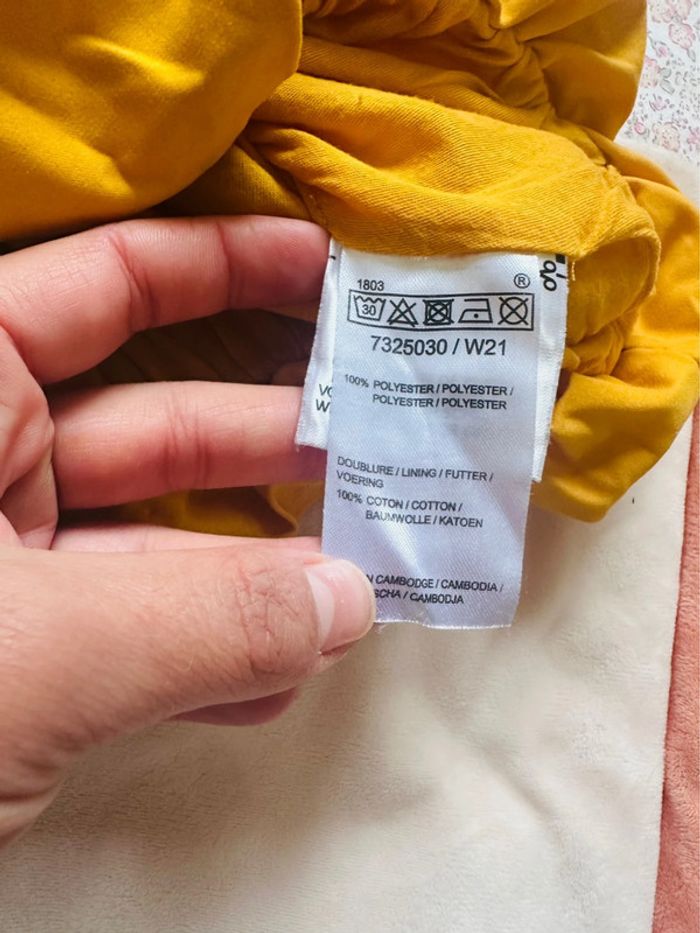 1803
®
30
7325030 / W21
100% POLYESTER / POLYESTER /
POLYESTER / POLYESTER
DOUBLURE / LINING / FUTTER /
VOERING
100% COTON / COTTON /
BAUMWOLLE / KATOEN
CAMBODGE / CAMBODIA /
CAMBODJA